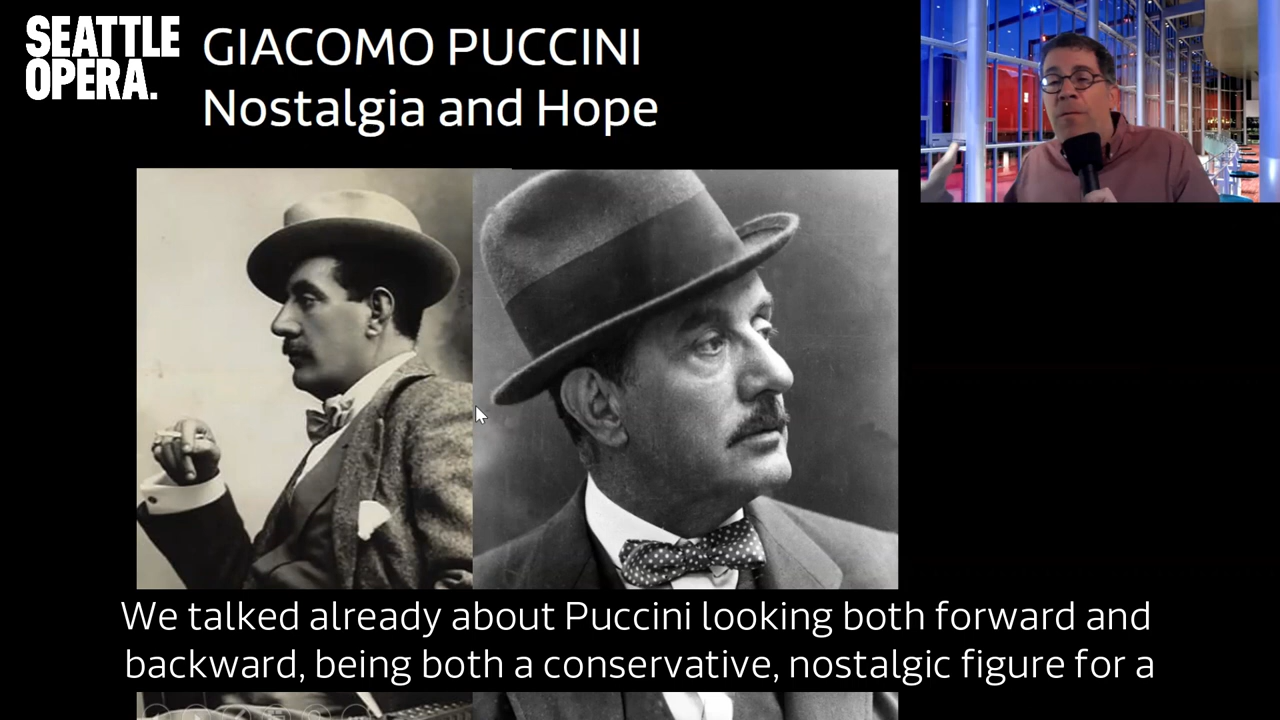 SEATTLE
OPERA.
GIACOMO PUCCINI
Nostalgia and Hope
We talked already about Puccini looking both forward and
backward, being both a conservative, nostalgic figure for a